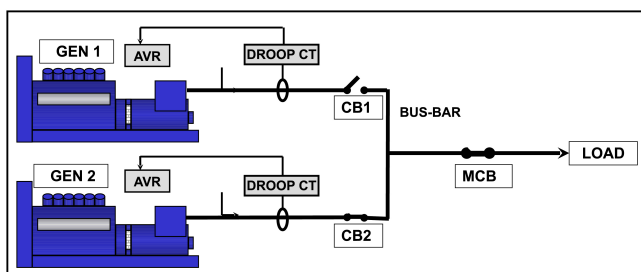 GEN 1
AVR
DROOP CT
CB1
BUS-BAR
GEN 2
AVR
DROOP CT
CB2
MCB
LOAD